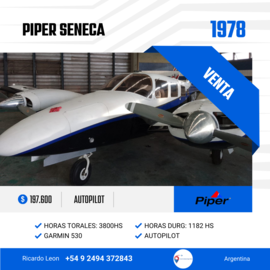 PIPER SENECA
1978
VENTA
$ 197.600
AUTOPILOT
Piper
HORAS TORALES: 3800HS
HORAS DURG: 1182 HS
GARMIN 530
AUTOPILOT
Ricardo Leon +54 9 2494 372843
Argentina